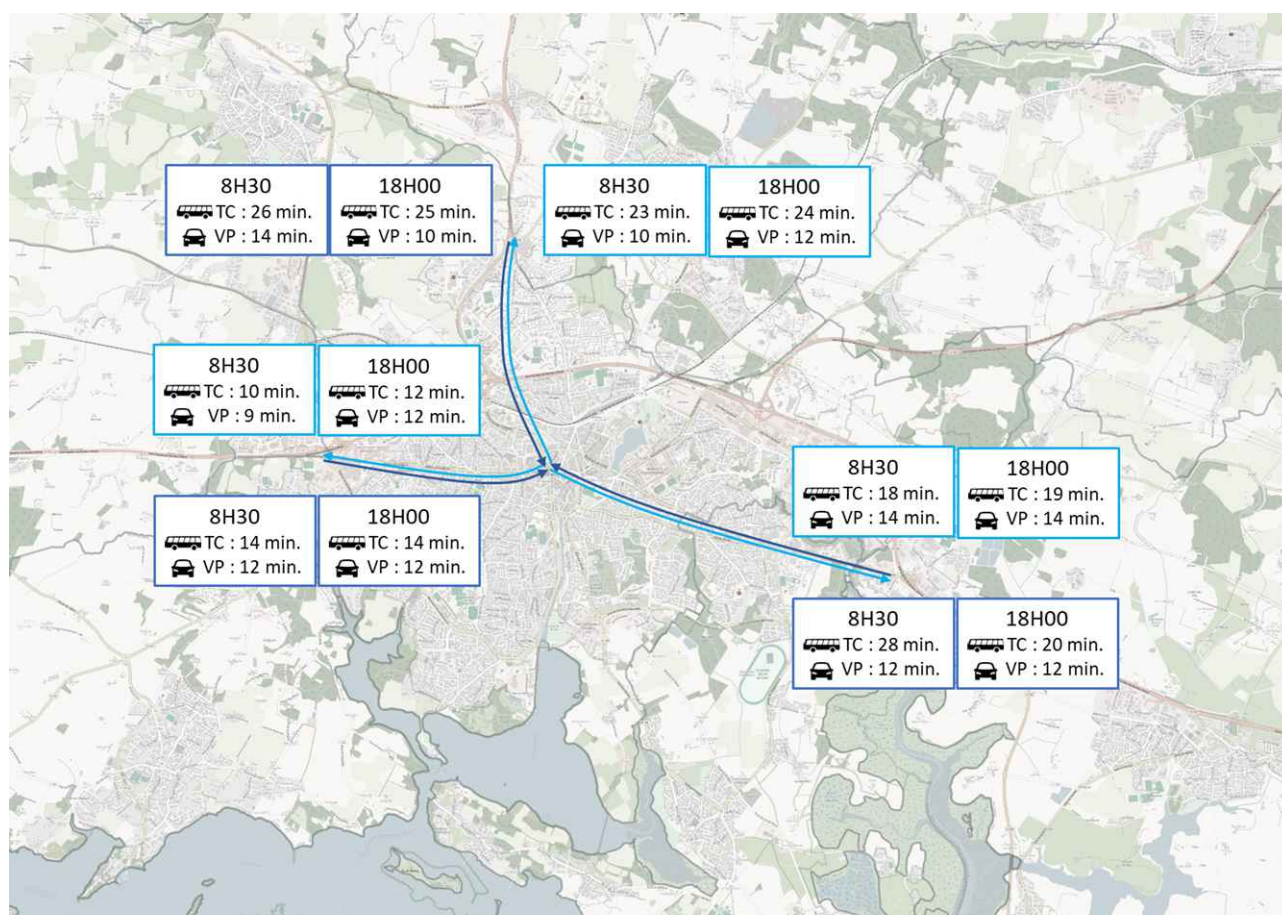 8H30
TC : 26 min.
VP : 14 min.
18H00
TC : 25 min.
VP : 10 min.
8H30
TC : 23 min.
VP : 10 min.
18H00
TC : 24 min.
VP : 12 min.
8H30
TC : 10 min.
VP : 9 min.
18H00
TC : 12 min.
VP : 12 min.
8H30
TC : 14 min.
VP : 12 min.
18H00
TC : 14 min.
VP : 12 min.
8H30
TC : 18 min.
VP : 14 min.
18H00
TC : 19 min.
VP : 14 min.
8H30
TC : 28 min.
VP : 12 min.
18H00
TC : 20 min.
VP : 12 min.